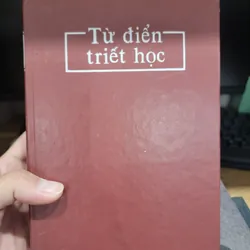 Từ điển
triết học